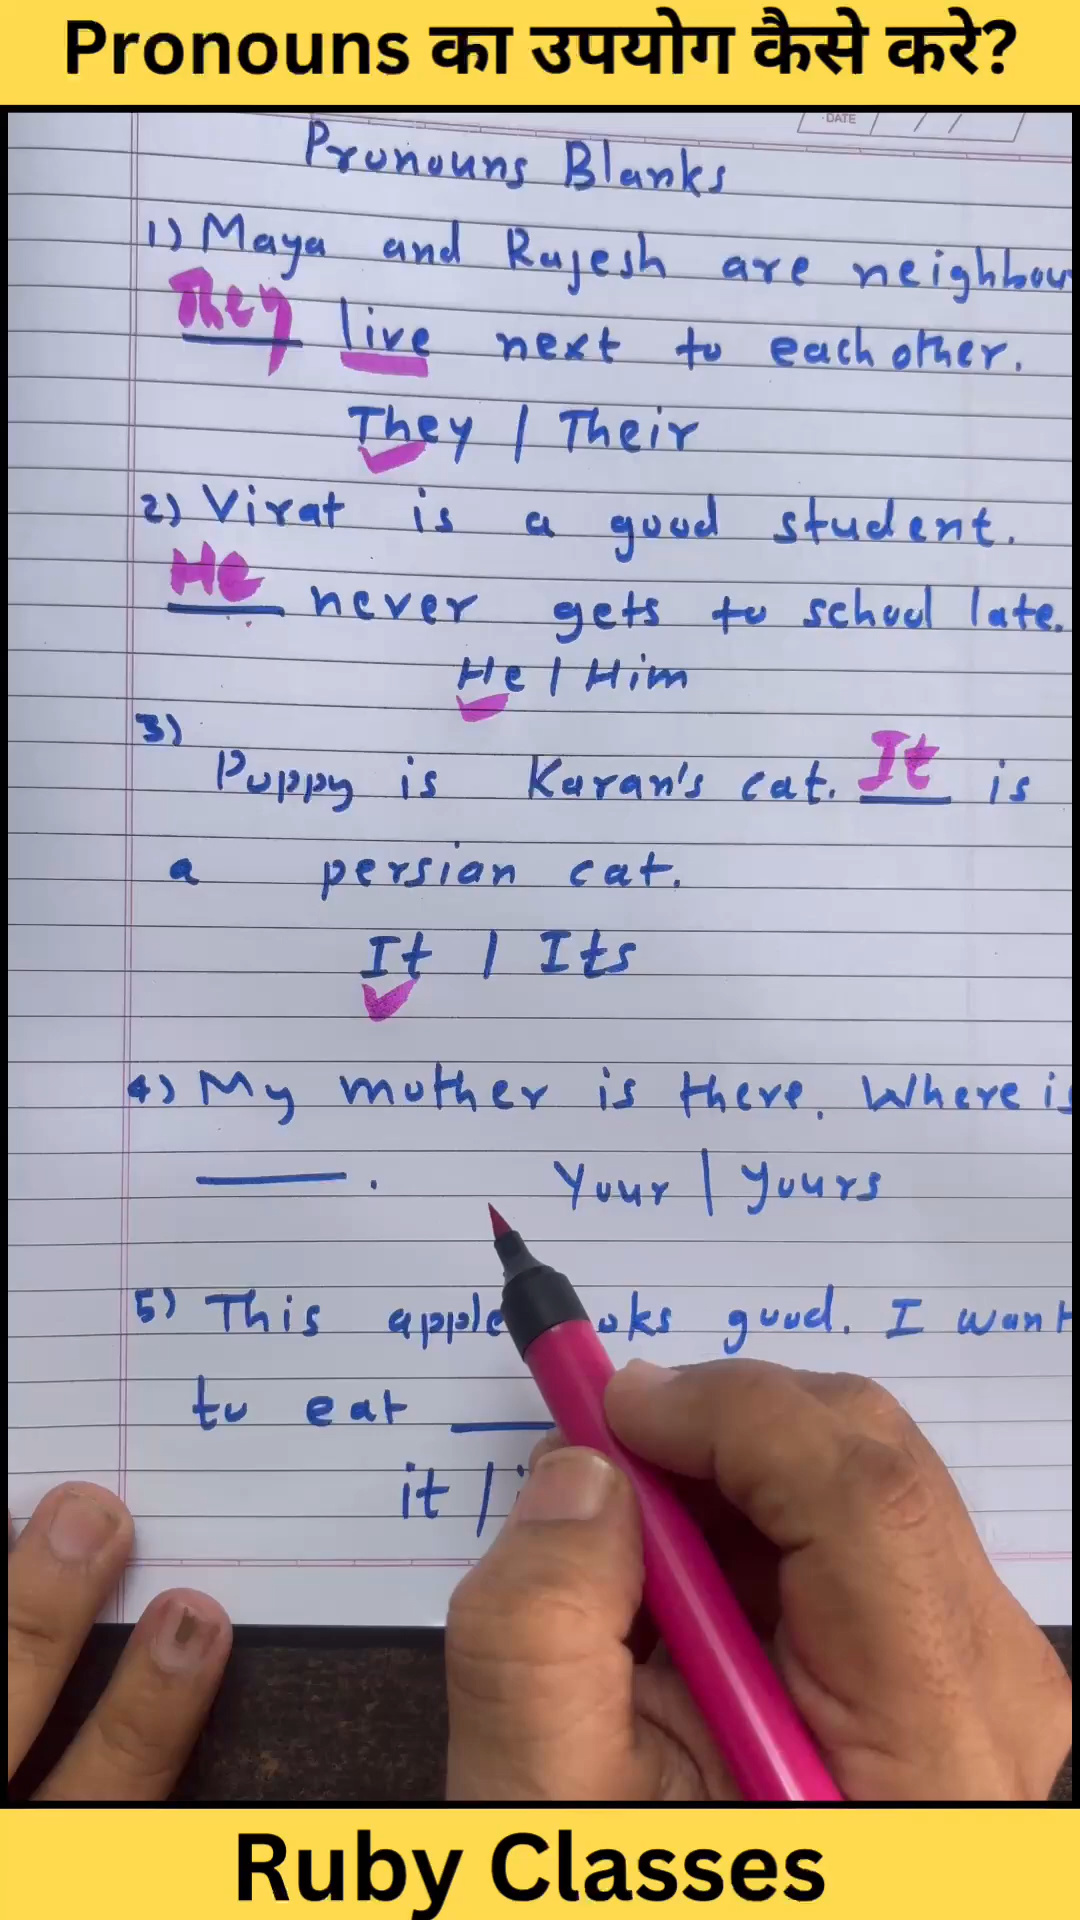 Pronouns का उपयोग कैसे करे?
DATE / /
Pronouns Blanks
1) Maya and Rajesh are neighbou
They live next to each other.
They / Their
2) Virat is a good student.
He never gets to school late.
He / Him
3)
Puppy is Karan's cat. It is
a persian cat.
It / Its
4) My mother is there. Where is
. Your / yours
5) This apple oks good. I want
to eat
it /
Ruby Classes